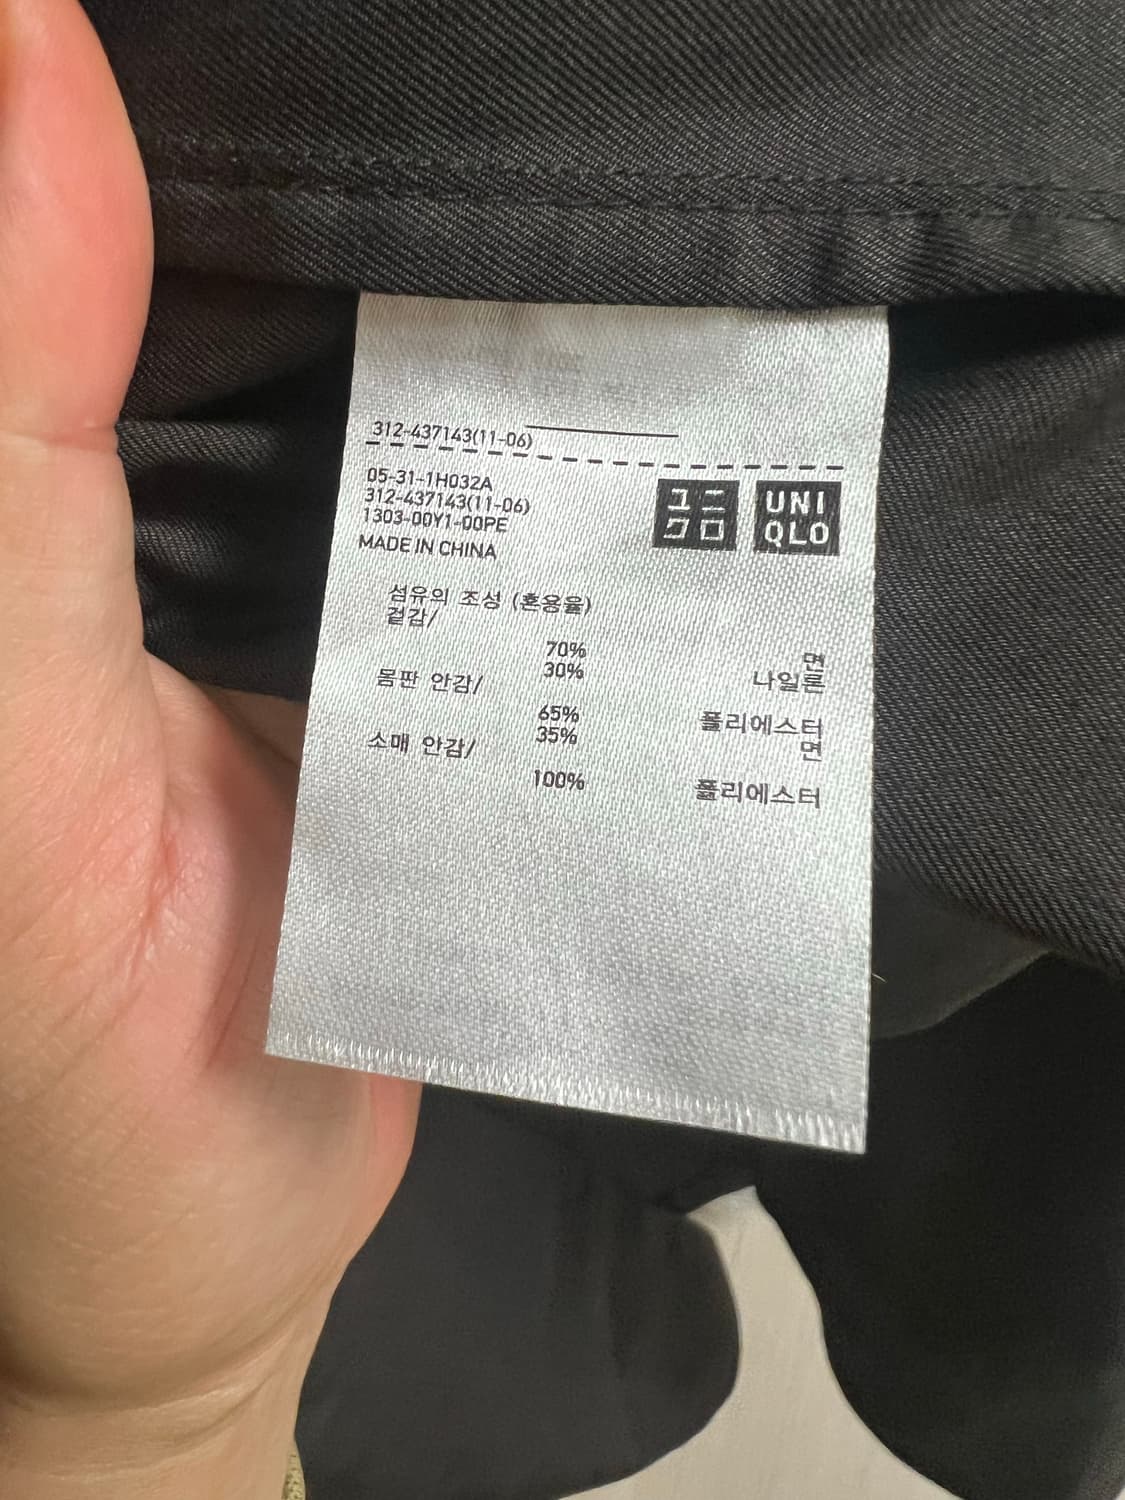 312-437143(11-06)
05-31-1H032A
312-437143(11-06)
1303-00Y1-00PE
MADE IN CHINA
ユニ
クロ
UNI
QLO
섬유의 조성 (혼용율)
겉감/
70% 면
30% 나일론
몸판 안감/
65% 폴리에스터
35% 면
소매 안감/
100% 폴리에스터